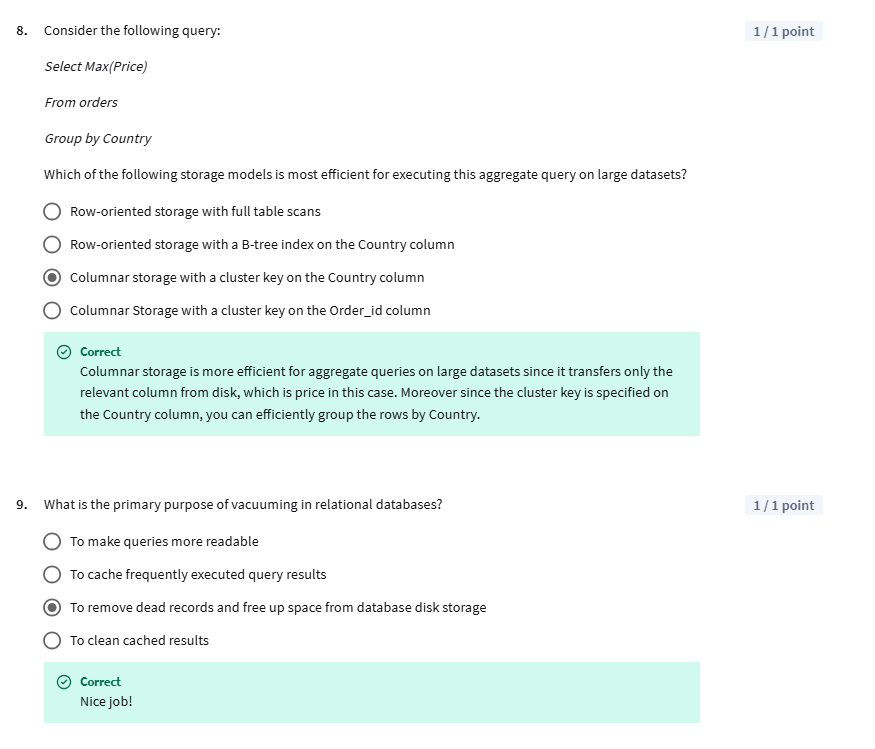 8. Consider the following query:
1 / 1 point
Select Max(Price)
From orders
Group by Country
Which of the following storage models is most efficient for executing this aggregate query on large datasets?
Row-oriented storage with full table scans
Row-oriented storage with a B-tree index on the Country column
Columnar storage with a cluster key on the Country column
Columnar Storage with a cluster key on the Order_id column
Correct
Columnar storage is more efficient for aggregate queries on large datasets since it transfers only the
relevant column from disk, which is price in this case. Moreover since the cluster key is specified on
the Country column, you can efficiently group the rows by Country.
9. What is the primary purpose of vacuuming in relational databases?
1 / 1 point
To make queries more readable
To cache frequently executed query results
To remove dead records and free up space from database disk storage
To clean cached results
Correct
Nice job!